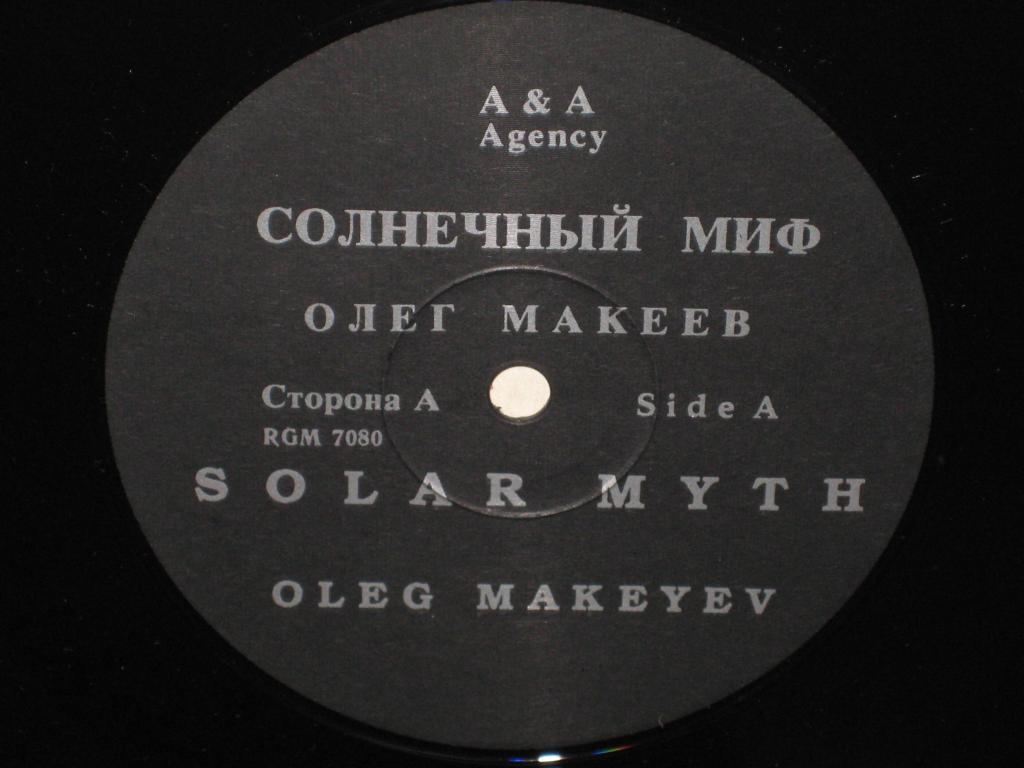 A & A
Agency
СОЛНЕЧНЫЙ МИФ
ОЛЕГ МАКЕЕВ
Сторона А Side A
RGM 7080
SOLAR MYTH
OLEG MAKEYEV